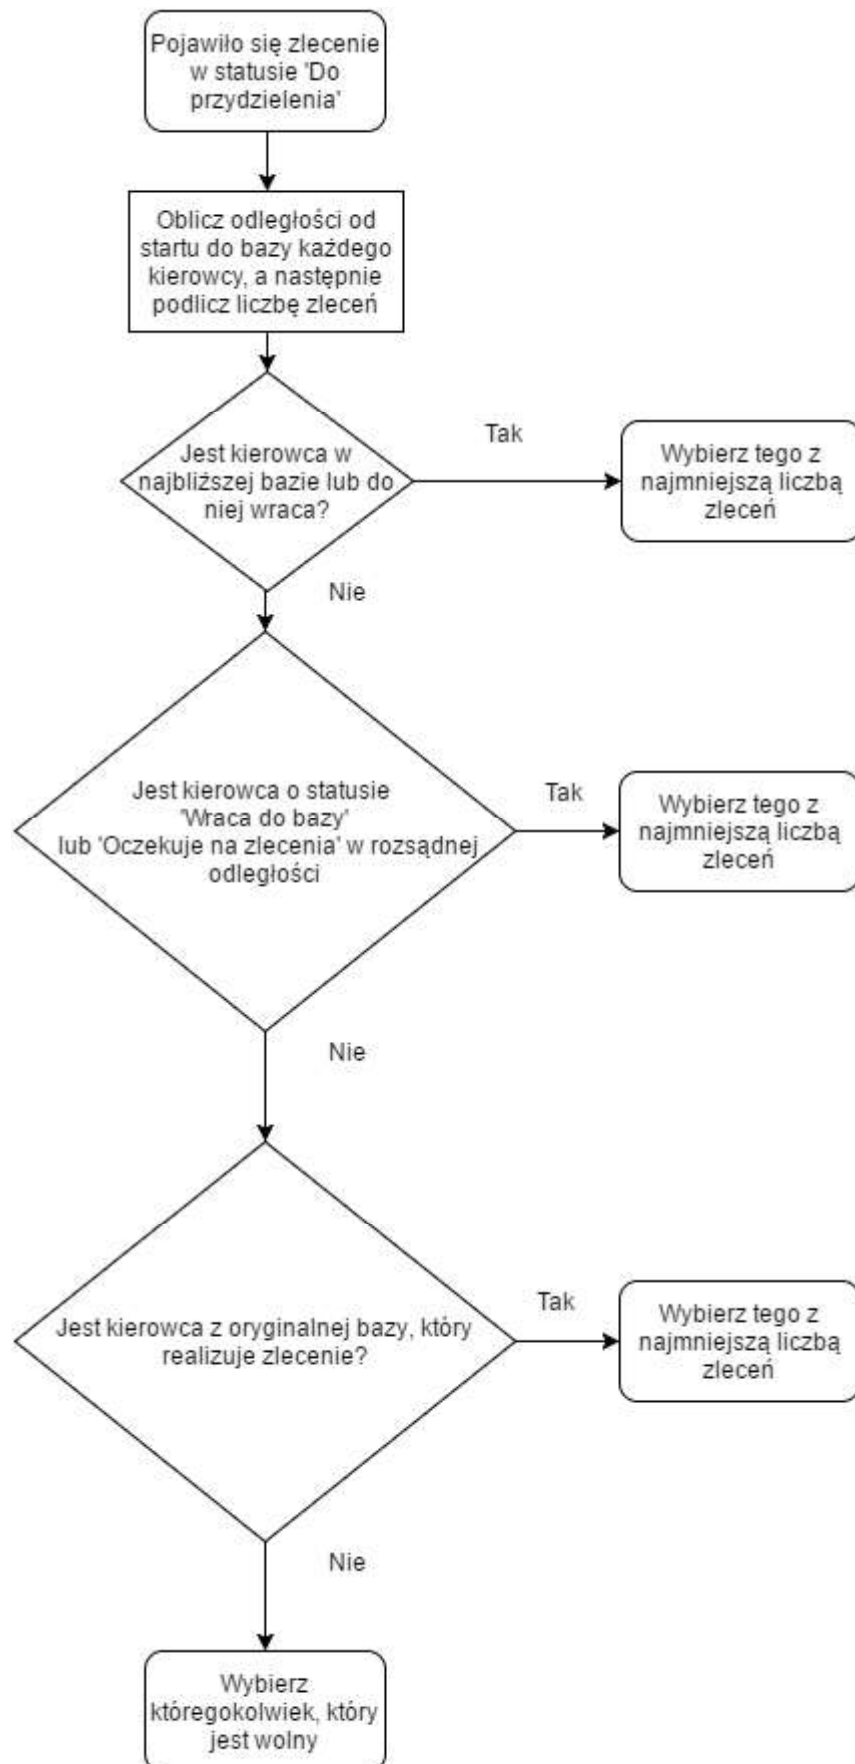 Pojawiło się zlecenie
w statusie 'Do
przydzielenia'
Oblicz odległości od
startu do bazy każdego
kierowcy, a następnie
podlicz liczbę zleceń
Jest kierowca w
najbliższej bazie lub do
niej wraca?
Tak
Wybierz tego z
najmniejszą liczbą
zleceń
Nie
Jest kierowca o statusie
'Wraca do bazy'
lub 'Oczekuje na zlecenia' w rozsądnej
odległości
Tak
Wybierz tego z
najmniejszą liczbą
zleceń
Nie
Jest kierowca z oryginalnej bazy, który
realizuje zlecenie?
Tak
Wybierz tego z
najmniejszą liczbą
zleceń
Nie
Wybierz
któregokolwiek, który
jest wolny